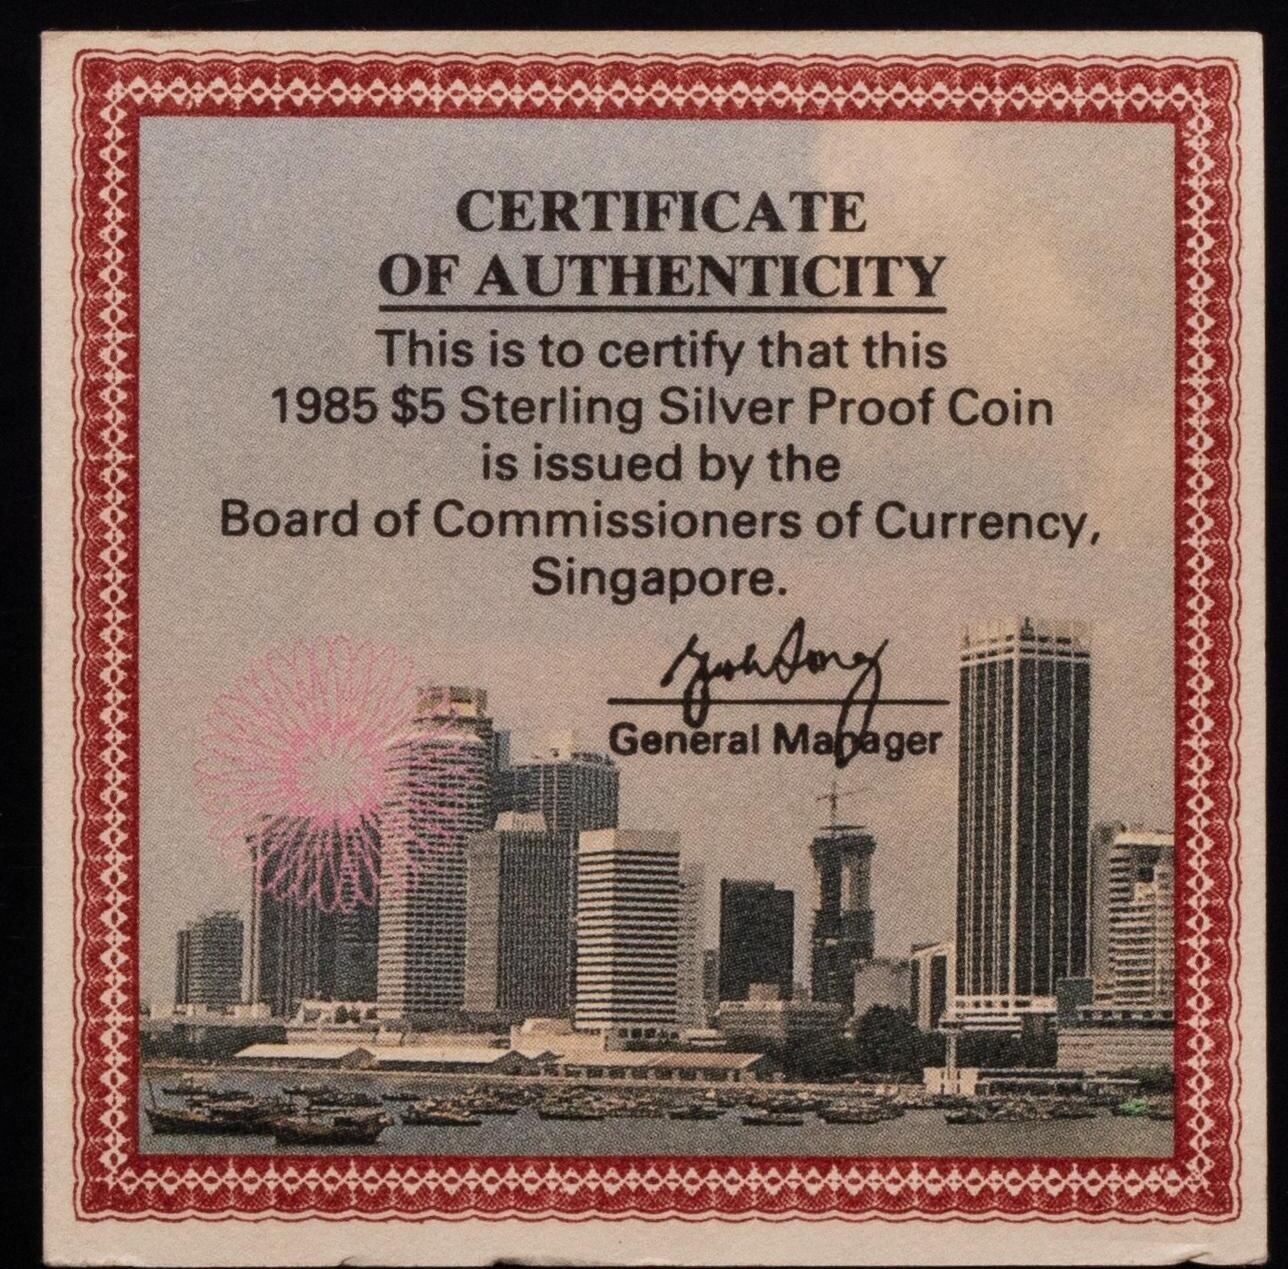 CERTIFICATE
OF AUTHENTICITY
This is to certify that this
1985 $5 Sterling Silver Proof Coin
is issued by the
Board of Commissioners of Currency,
Singapore.
General Manager